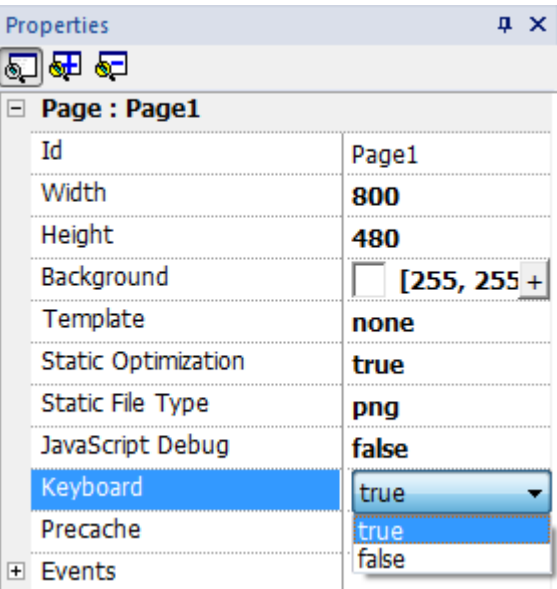 Properties
Page : Page1
Id Page1
Width 800
Height 480
Background [255, 255 +
Template none
Static Optimization true
Static File Type png
JavaScript Debug false
Keyboard true
Precache true
Events false